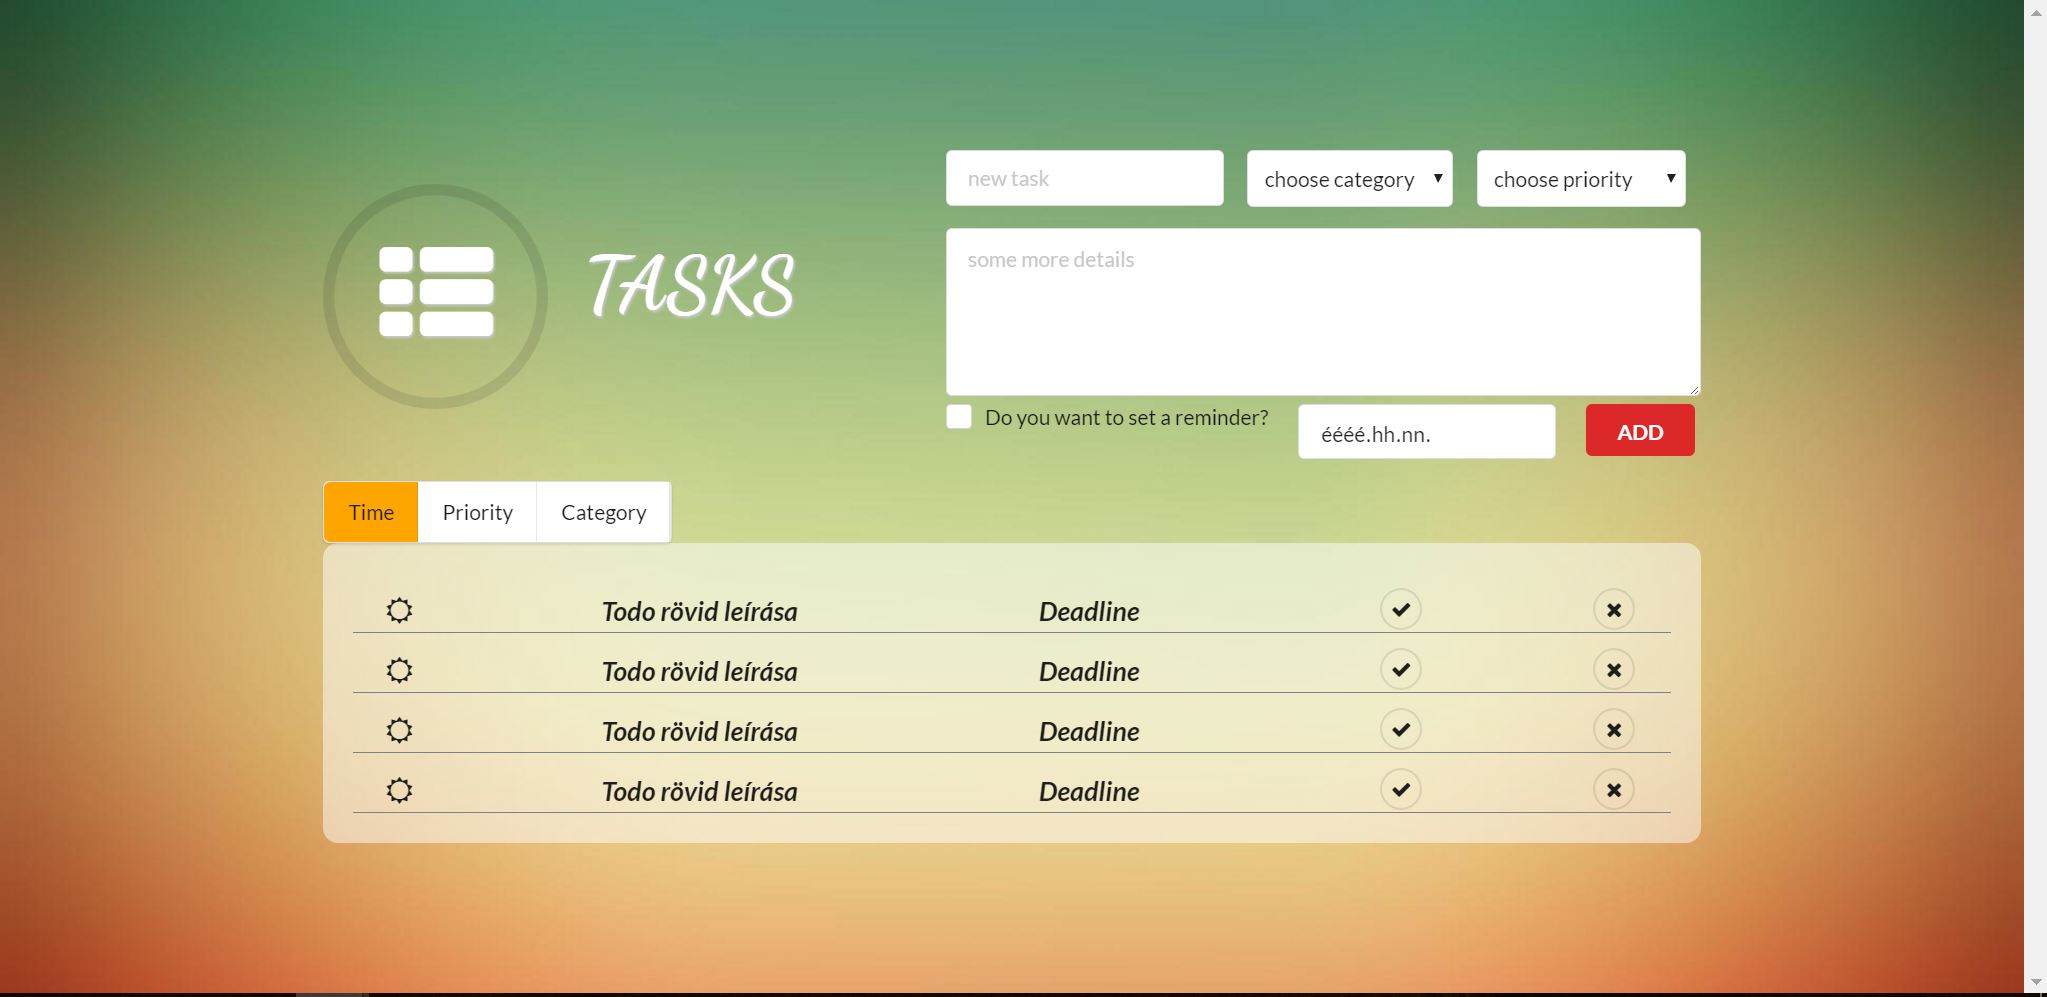 new task
choose category
choose priority
TASKS
some more details
Do you want to set a reminder?
éééé.hh.nn.
ADD
Time
Priority
Category
Todo rövid leírása
Deadline
Todo rövid leírása
Deadline
Todo rövid leírása
Deadline
Todo rövid leírása
Deadline